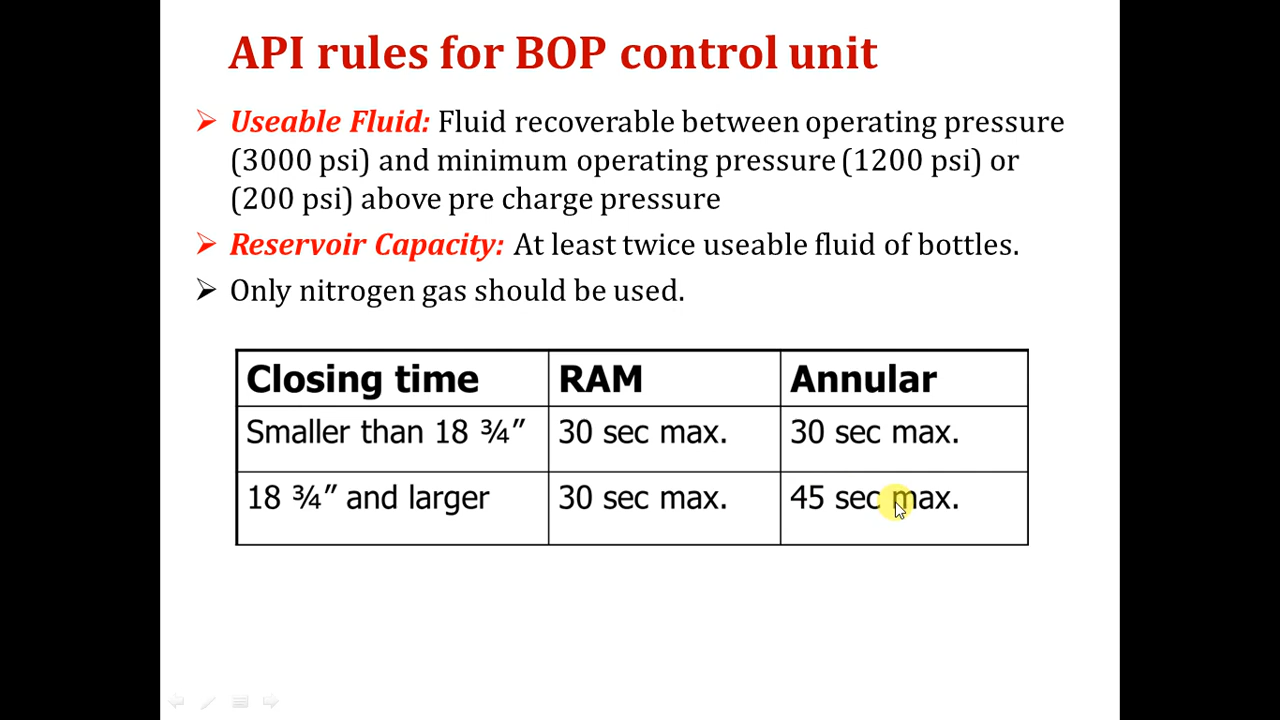 API rules for BOP control unit
Useable Fluid: Fluid recoverable between operating pressure
(3000 psi) and minimum operating pressure (1200 psi) or
(200 psi) above pre charge pressure
Reservoir Capacity: At least twice useable fluid of bottles.
Only nitrogen gas should be used.
Closing time RAM Annular
Smaller than 18 ¾″ 30 sec max. 30 sec max.
18 ¾″ and larger 30 sec max. 45 sec max.